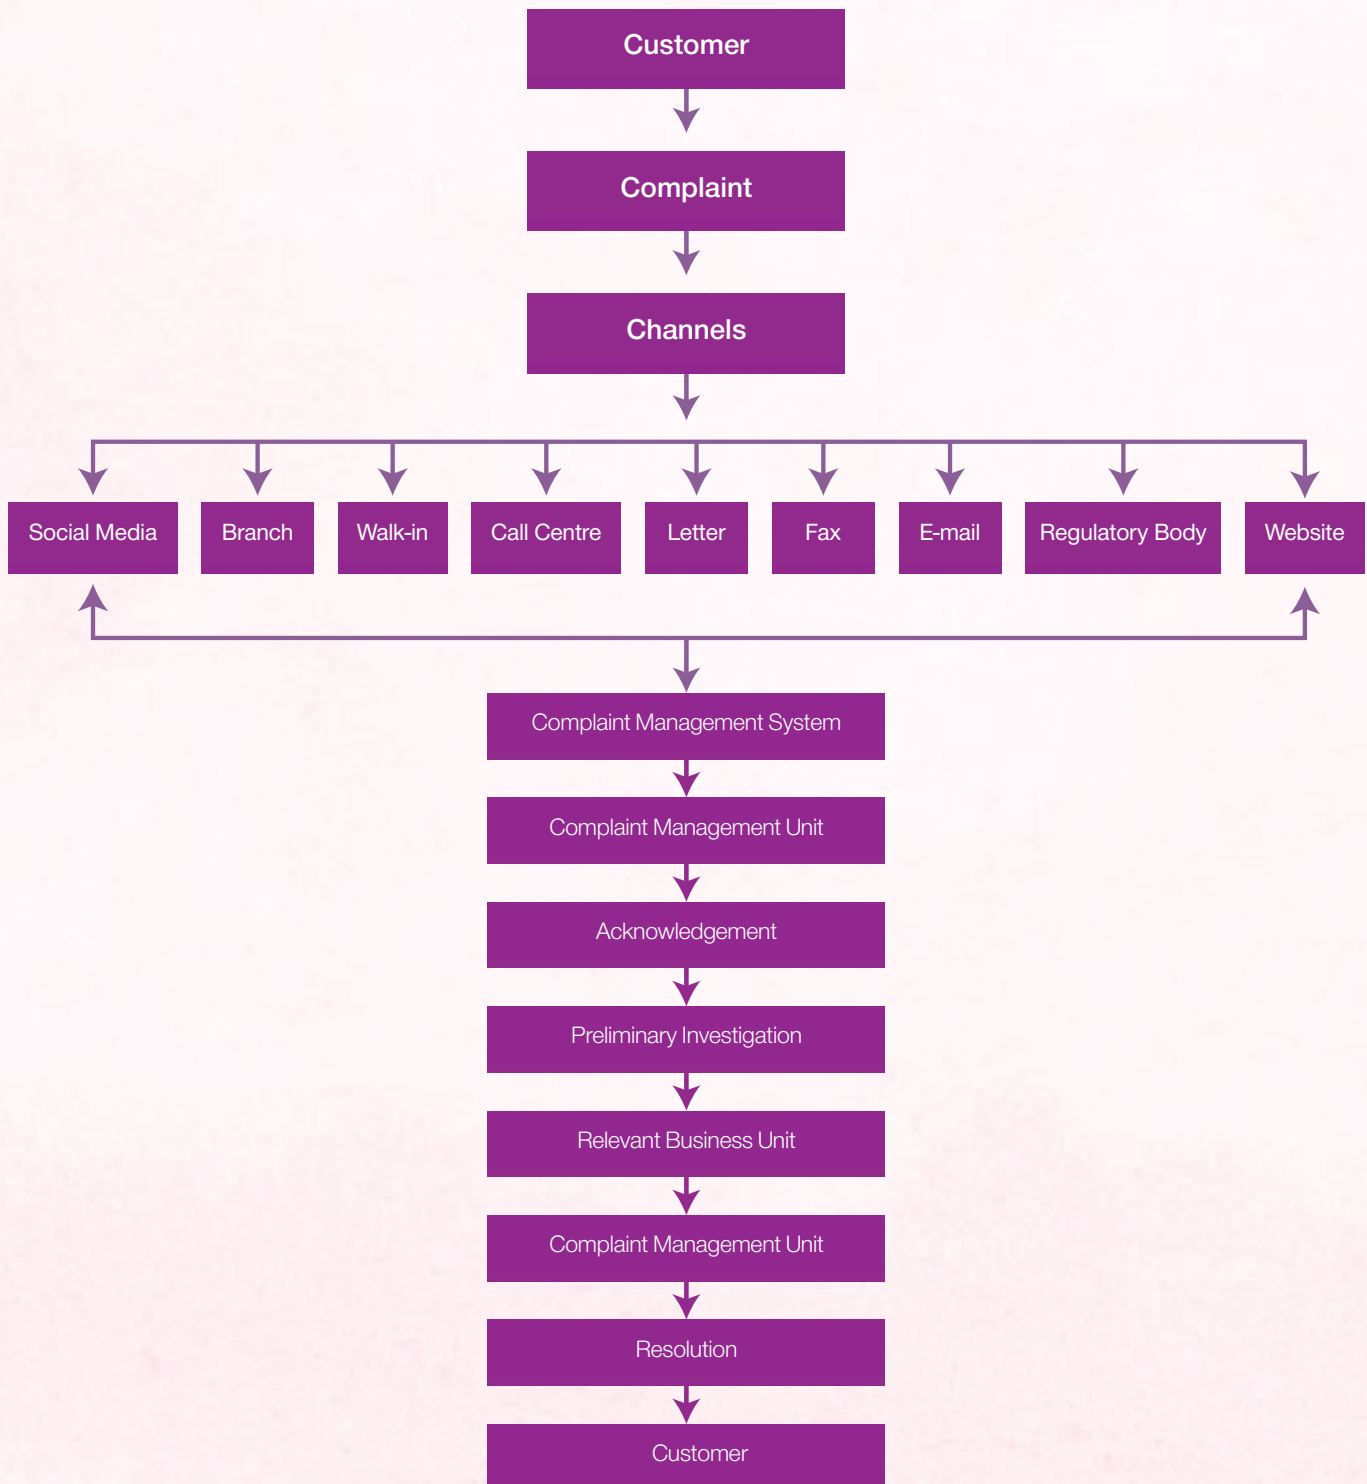 Customer
Complaint
Channels
Social Media
Branch
Walk-in
Call Centre
Letter
Fax
E-mail
Regulatory Body
Website
Complaint Management System
Complaint Management Unit
Acknowledgement
Preliminary Investigation
Relevant Business Unit
Complaint Management Unit
Resolution
Customer